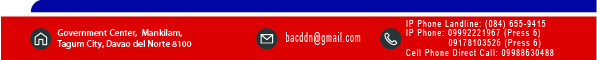 Government Center,  Mankilam,
Tagum City, Davao del Norte 8100
bacddn@gmail.com
IP Phone Landline: (084) 655-9415
IP Phone: 09992221967 (Press 6)
09178103526 (Press 6)
Cell Phone Direct Call: 09988630488